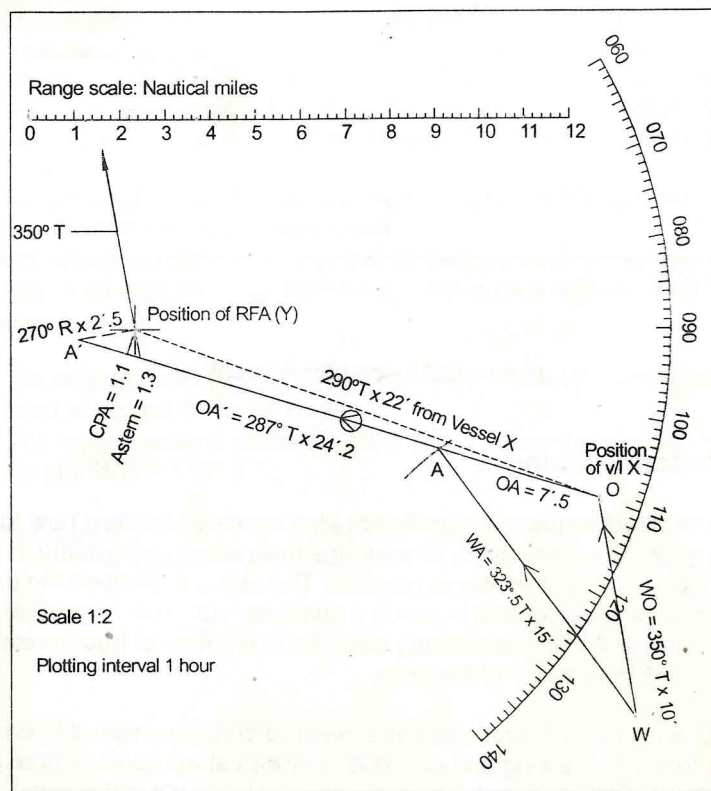 Range scale: Nautical miles
0 1 2 3 4 5 6 7 8 9 10 11 12
060
070
080
090
100
110
120
130
140
350° T
Position of RFA (Y)
270° R x 2´.5
A´
CPA = 1.1
Astern = 1.3
290°T x 22´ from Vessel X
OA´ = 287° T x 24´.2
Position
of v/l X
O
OA = 7´.5
A
WA = 323°.5 T x 15´
WO = 350° T x 10´
W
Scale 1:2
Plotting interval 1 hour